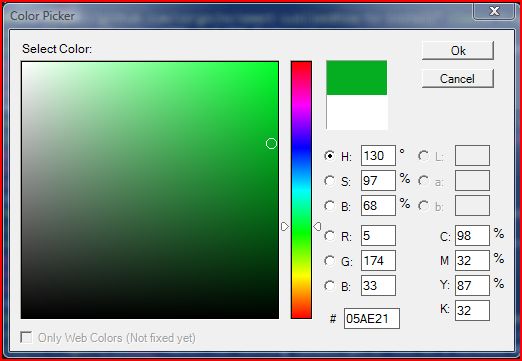 Color Picker
Select Color:
Ok
Cancel
H: 130 °
S: 97 %
B: 68 %
L:
a:
b:
R: 5
G: 174
B: 33
C: 98 %
M 32 %
Y: 87 %
K: 32
# 05AE21
Only Web Colors (Not fixed yet)